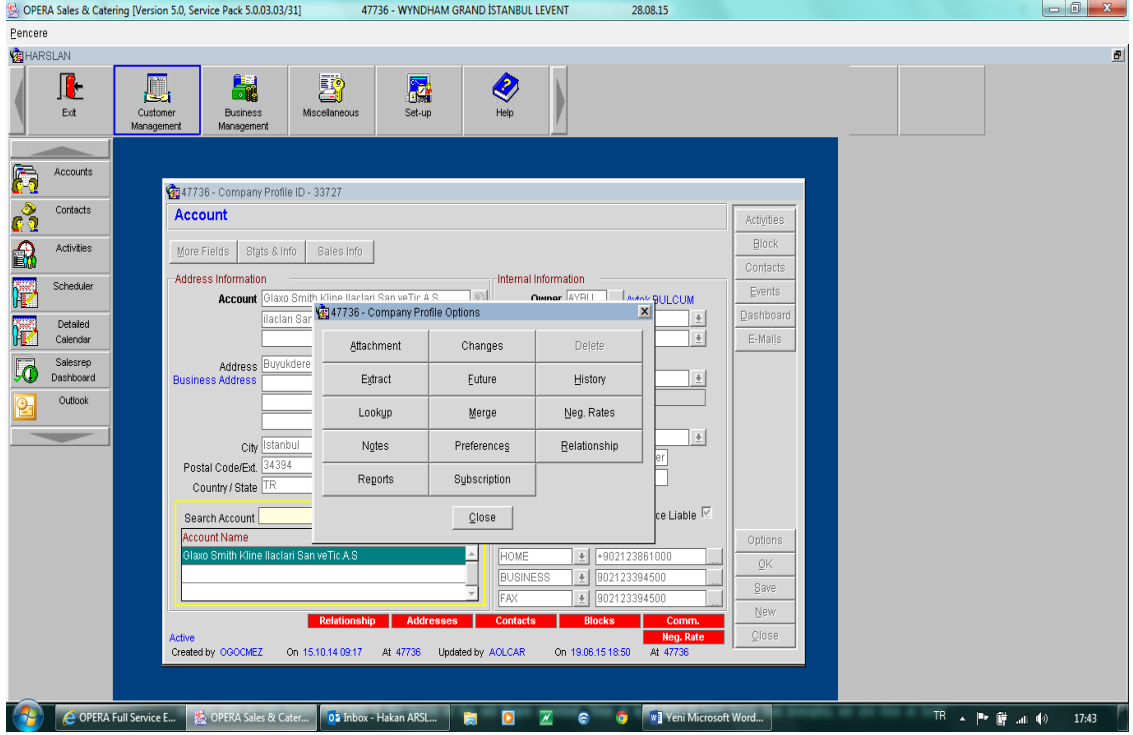 OPERA Sales & Catering [Version 5.0, Service Pack 5.0.03.03/31] 47736 - WYNDHAM GRAND İSTANBUL LEVENT 28.08.15
Pencere
HARSLAN
Exit
Customer Management
Business Management
Miscellaneous
Set-up
Help
Accounts
Contacts
Activities
Scheduler
Detailed Calendar
Salesrep Dashboard
Outlook
47736 - Company Profile ID - 33727
Account
More Fields Stats & Info Sales Info
Address Information
Internal Information
Account Glaxo Smith Kline Ilaclari San veTic.A.S
Owner AYBU Aytek BULCUM
ilaclan San
Address Buyukdere
Business Address
City Istanbul
Postal Code/Ext. 34394
Country / State TR
Search Account
Account Name
Glaxo Smith Kline Ilaclari San veTic.A.S
47736 - Company Profile Options
Attachment Changes Delete
Extract Future History
Lookup Merge Neg. Rates
Notes Preferences Relationship
Reports Subscription
Close
er
ce Liable
HOME +902123861000
BUSINESS 902123394500
FAX 902123394500
Relationship Addresses Contacts Blocks Comm.
Active Neg. Rate
Created by OGOCMEZ On 15.10.14 09:17 At 47736 Updated by AOLCAR On 19.06.15 18:50 At 47736
Activities
Block
Contacts
Events
Dashboard
E-Mails
Options
OK
Save
New
Close
OPERA Full Service E... OPERA Sales & Cater... Inbox - Hakan ARSL... Yeni Microsoft Word... TR 17:43